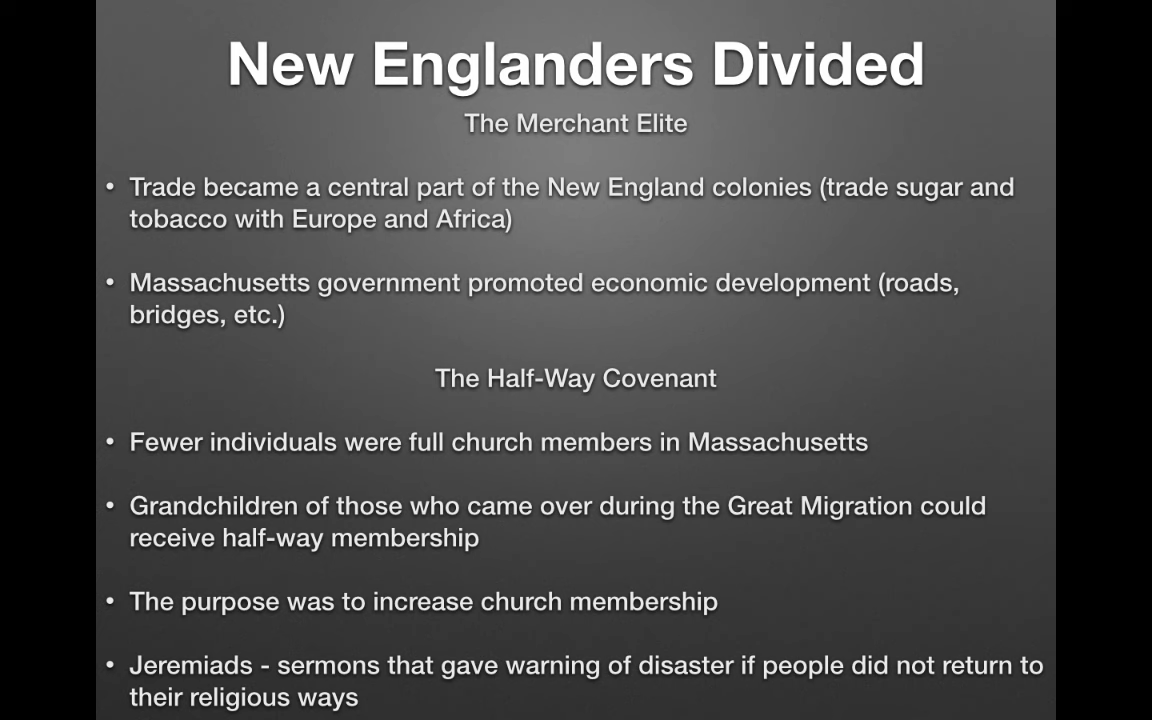 New Englanders Divided
The Merchant Elite
• Trade became a central part of the New England colonies (trade sugar and
tobacco with Europe and Africa)
• Massachusetts government promoted economic development (roads,
bridges, etc.)
The Half-Way Covenant
• Fewer individuals were full church members in Massachusetts
• Grandchildren of those who came over during the Great Migration could
receive half-way membership
• The purpose was to increase church membership
• Jeremiads - sermons that gave warning of disaster if people did not return to
their religious ways